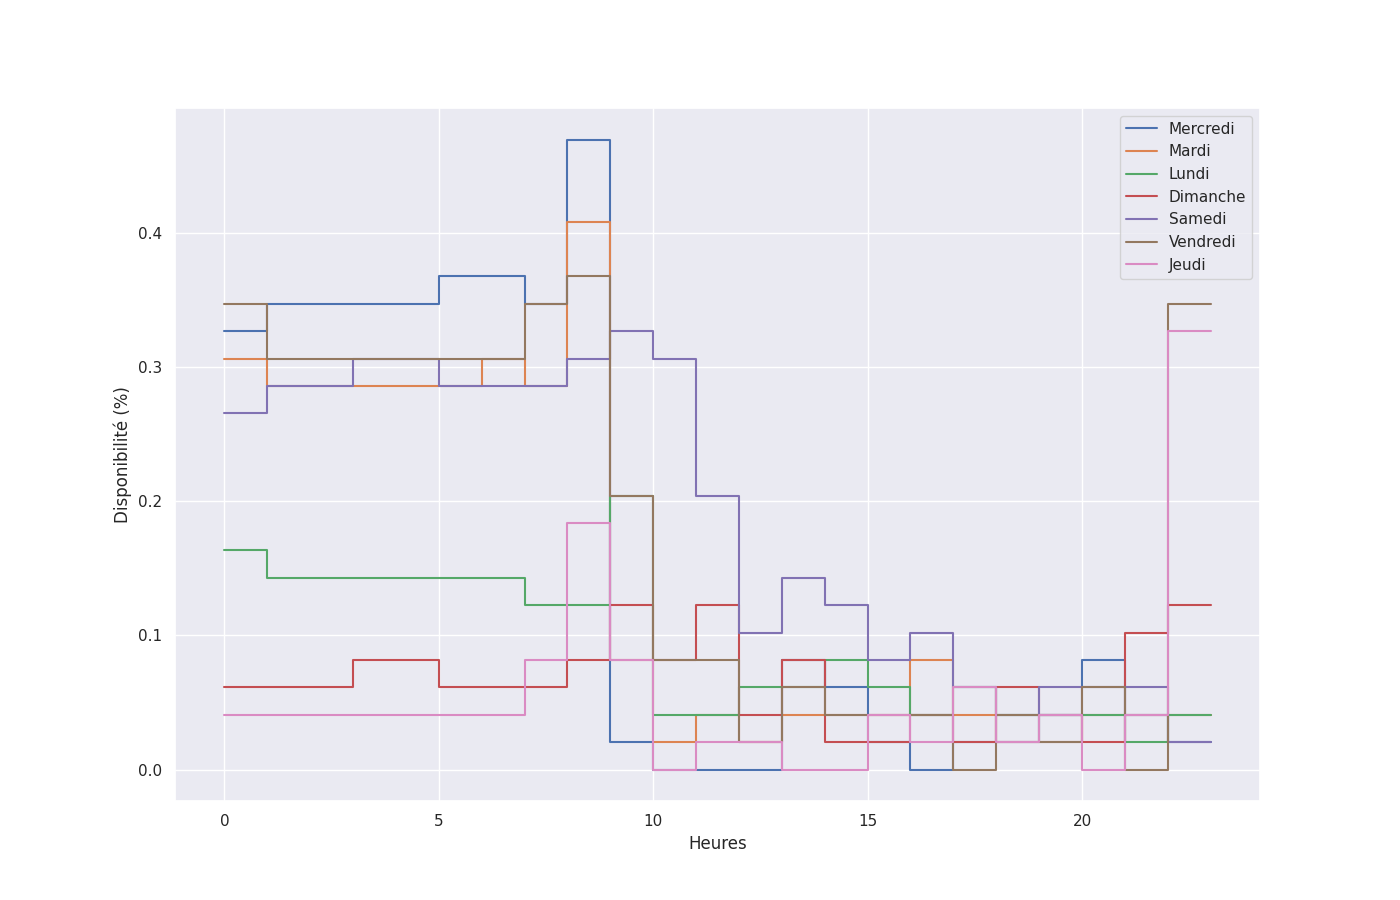 Mercredi
Mardi
Lundi
Dimanche
Samedi
Vendredi
Jeudi
Disponibilité (%)
0.4
0.3
0.2
0.1
0.0
0 5 10 15 20
Heures